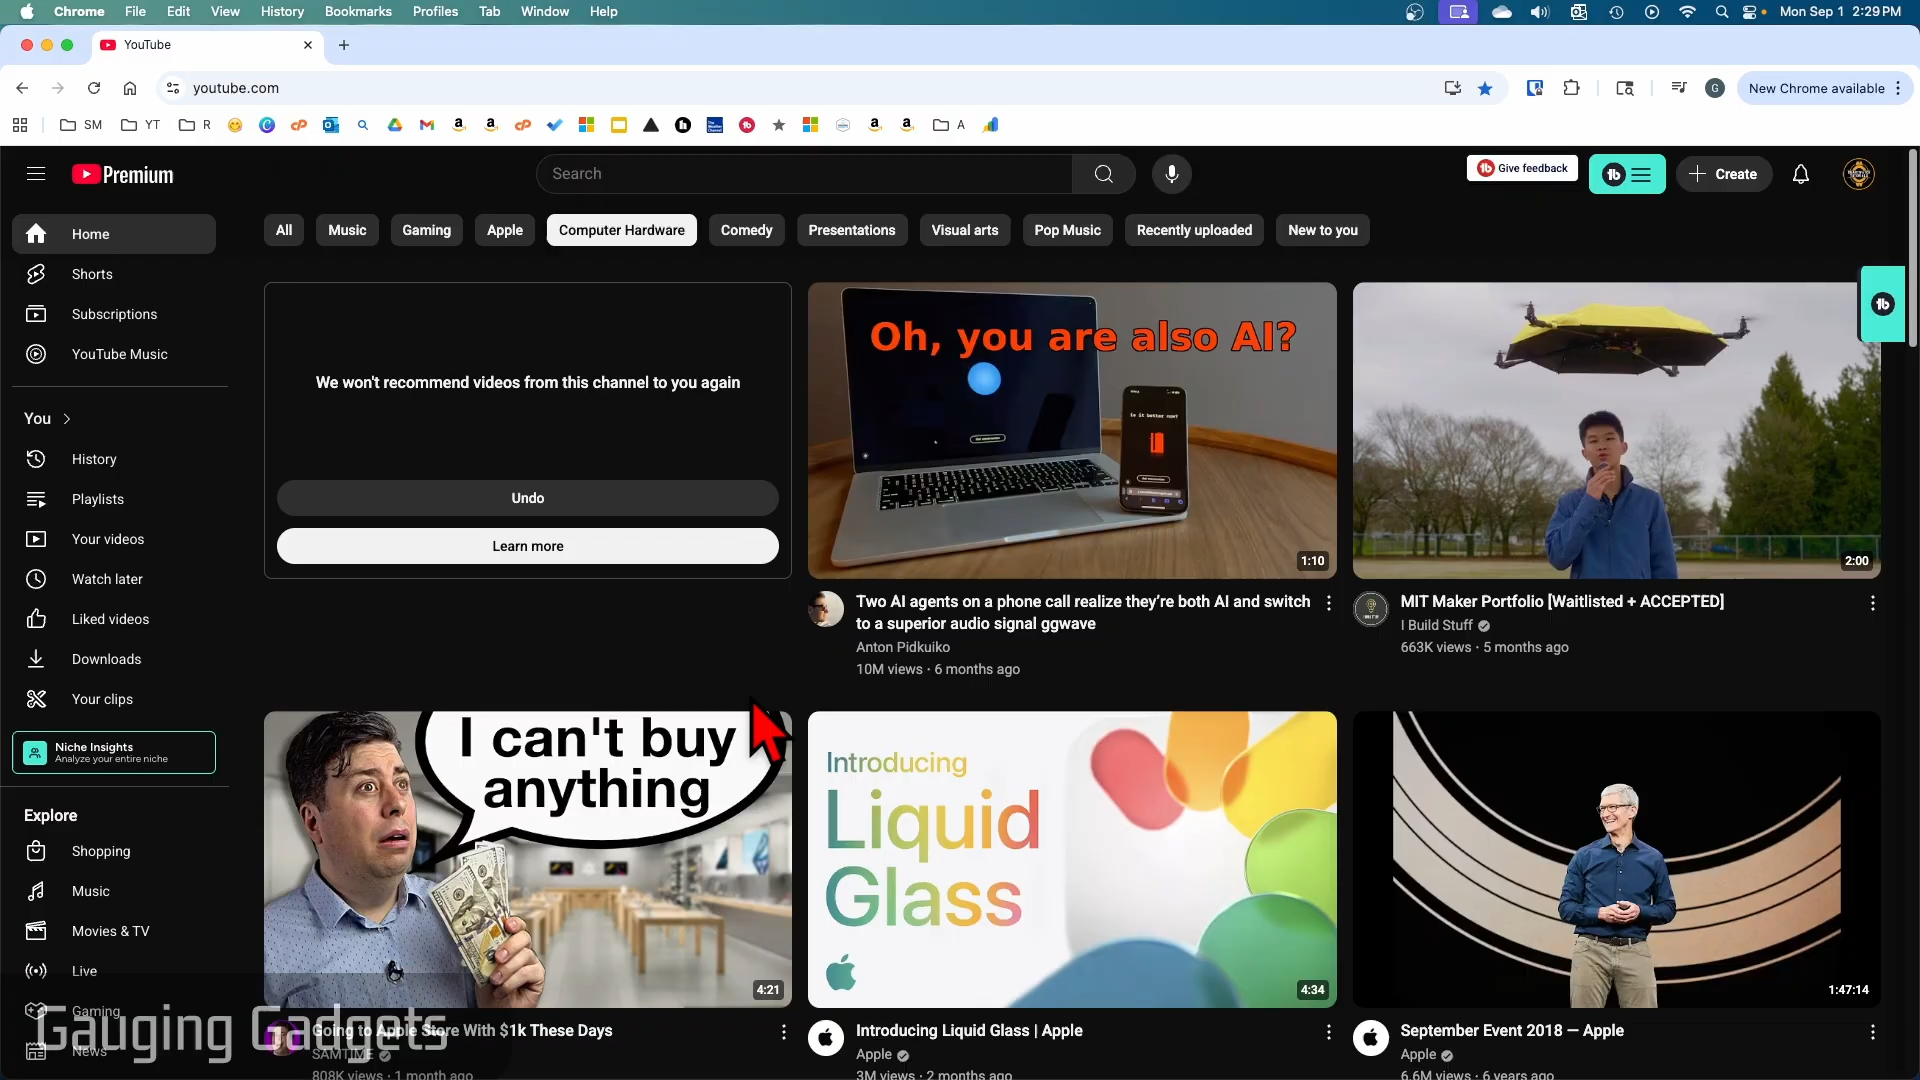 Chrome File Edit View History Bookmarks Profiles Tab Window Help Mon Sep 1 2:29 PM
YouTube
youtube.com New Chrome available
SM YT R A
Premium Search Give feedback Create
Home
Shorts
Subscriptions
YouTube Music
You
History
Playlists
Your videos
Watch later
Liked videos
Downloads
Your clips
Niche Insights
Analyze your entire niche
Explore
Shopping
Music
Movies & TV
Live
Gaming
News
All Music Gaming Apple Computer Hardware Comedy Presentations Visual arts Pop Music Recently uploaded New to you
We won't recommend videos from this channel to you again
Undo
Learn more
Oh, you are also AI?
is it better now?
1:10
Two AI agents on a phone call realize they're both AI and switch
to a superior audio signal ggwave
Anton Pidkuiko
10M views · 6 months ago
2:00
MIT Maker Portfolio [Waitlisted + ACCEPTED]
I Build Stuff
663K views · 5 months ago
I can't buy
anything
4:21
Going to Apple Store With $1k These Days
SAMTIME
808K views · 1 month ago
Introducing
Liquid
Glass
4:34
Introducing Liquid Glass | Apple
Apple
3M views · 2 months ago
1:47:14
September Event 2018 — Apple
Apple
6.6M views · 6 years ago
Gauging Gadgets